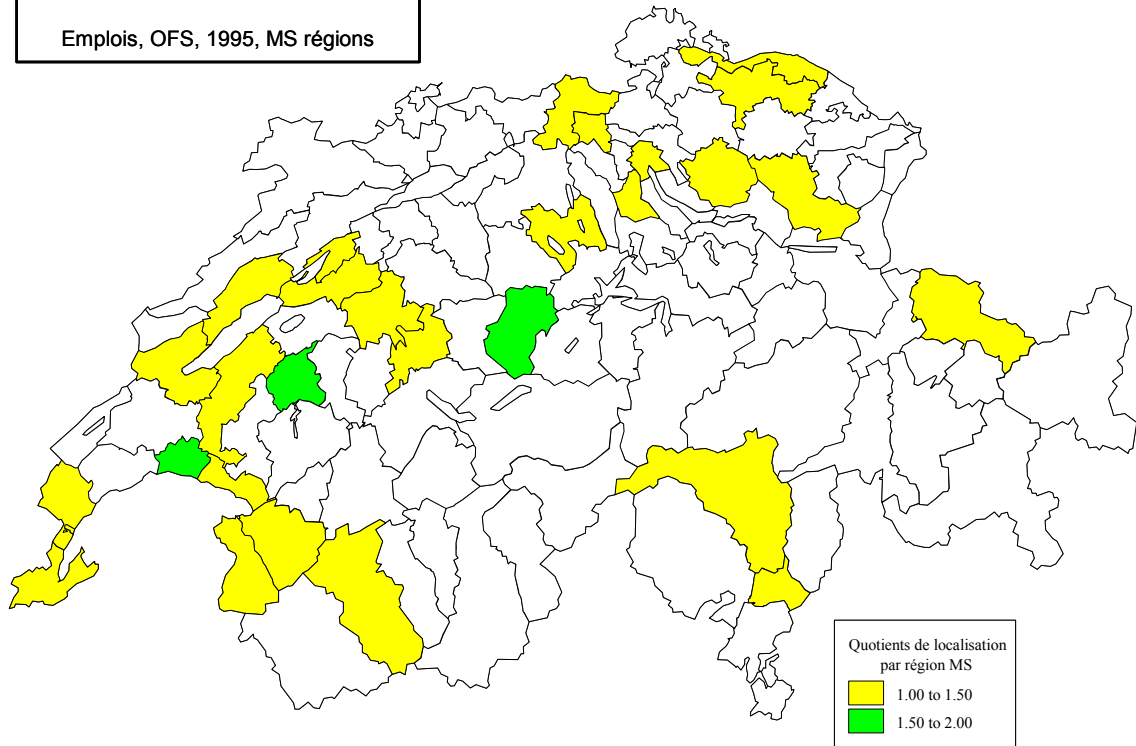 Emplois, OFS, 1995, MS régions
Quotients de localisation
par région MS
1.00 to 1.50
1.50 to 2.00